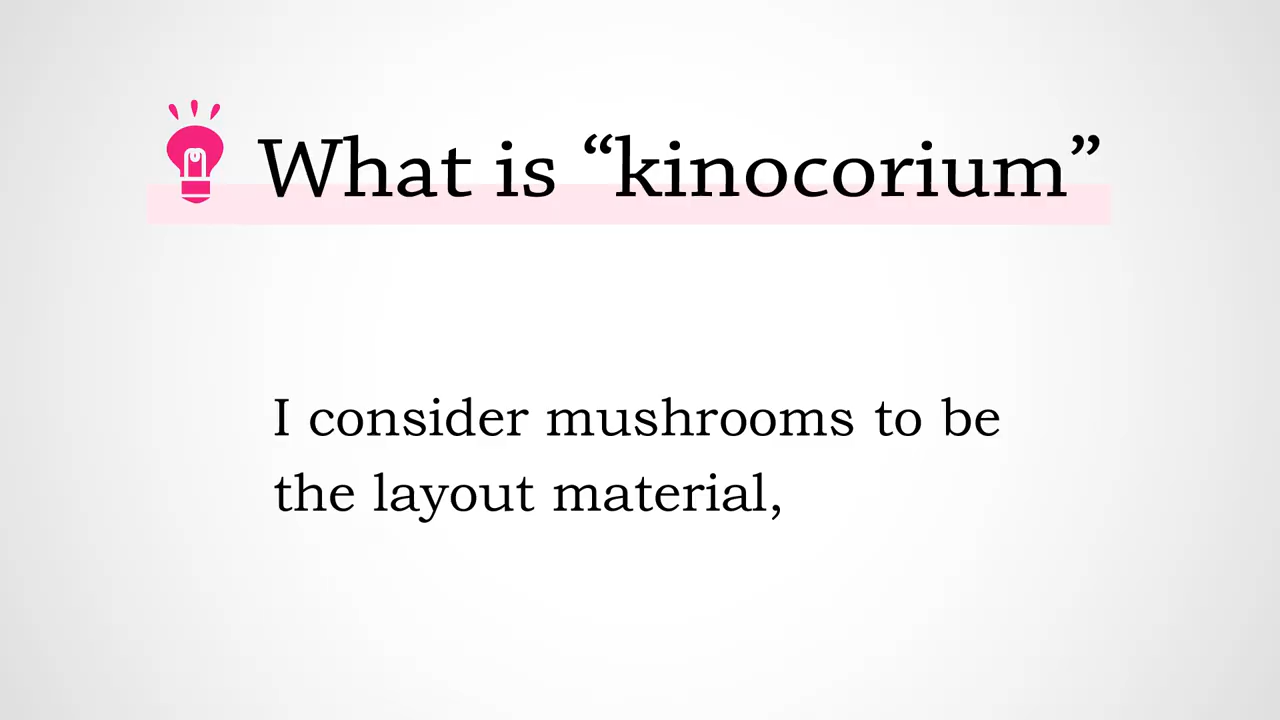 What is “kinocorium”
I consider mushrooms to be
the layout material,